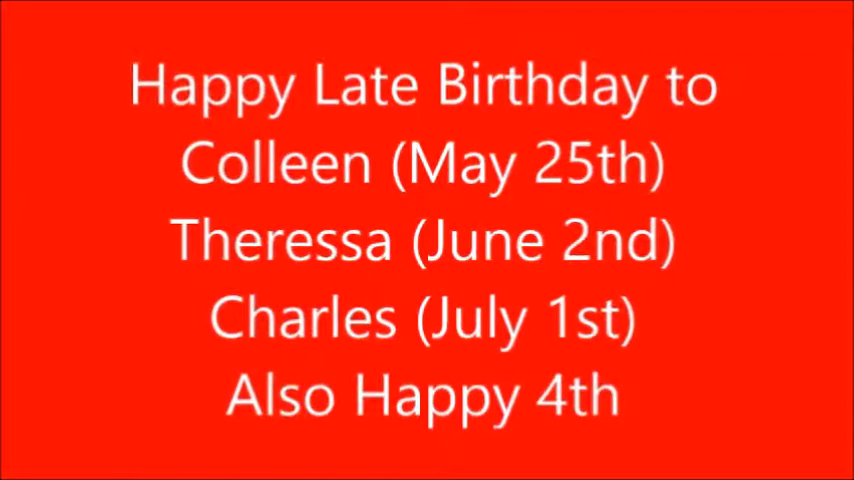 Happy Late Birthday to
Colleen (May 25th)
Theressa (June 2nd)
Charles (July 1st)
Also Happy 4th